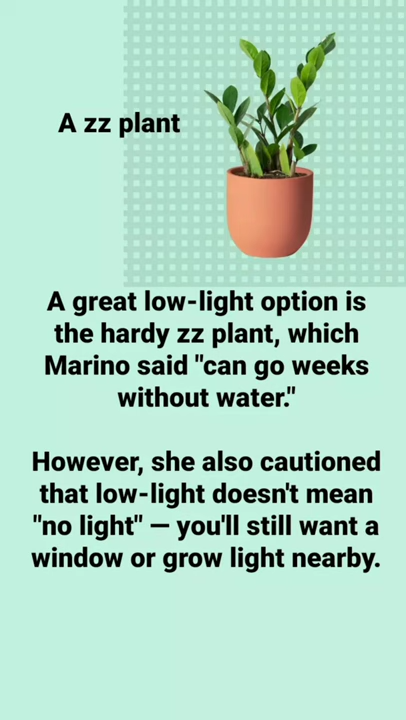 A zz plant
A great low-light option is
the hardy zz plant, which
Marino said "can go weeks
without water."
However, she also cautioned
that low-light doesn't mean
"no light" — you'll still want a
window or grow light nearby.